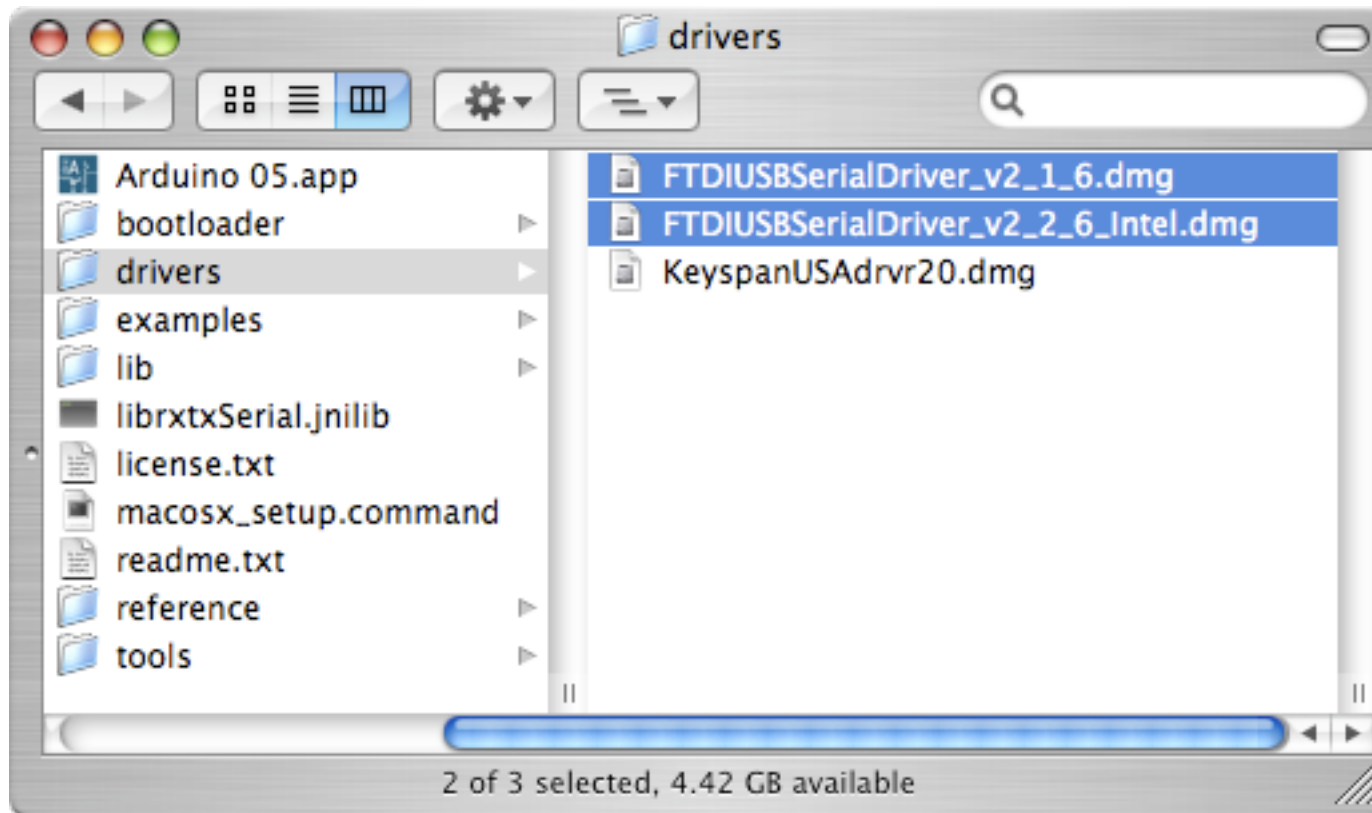 drivers
Arduino 05.app
bootloader
drivers
examples
lib
librxtxSerial.jnilib
license.txt
macosx_setup.command
readme.txt
reference
tools
FTDIUSBSerialDriver_v2_1_6.dmg
FTDIUSBSerialDriver_v2_2_6_Intel.dmg
KeyspanUSAdrvr20.dmg
2 of 3 selected, 4.42 GB available